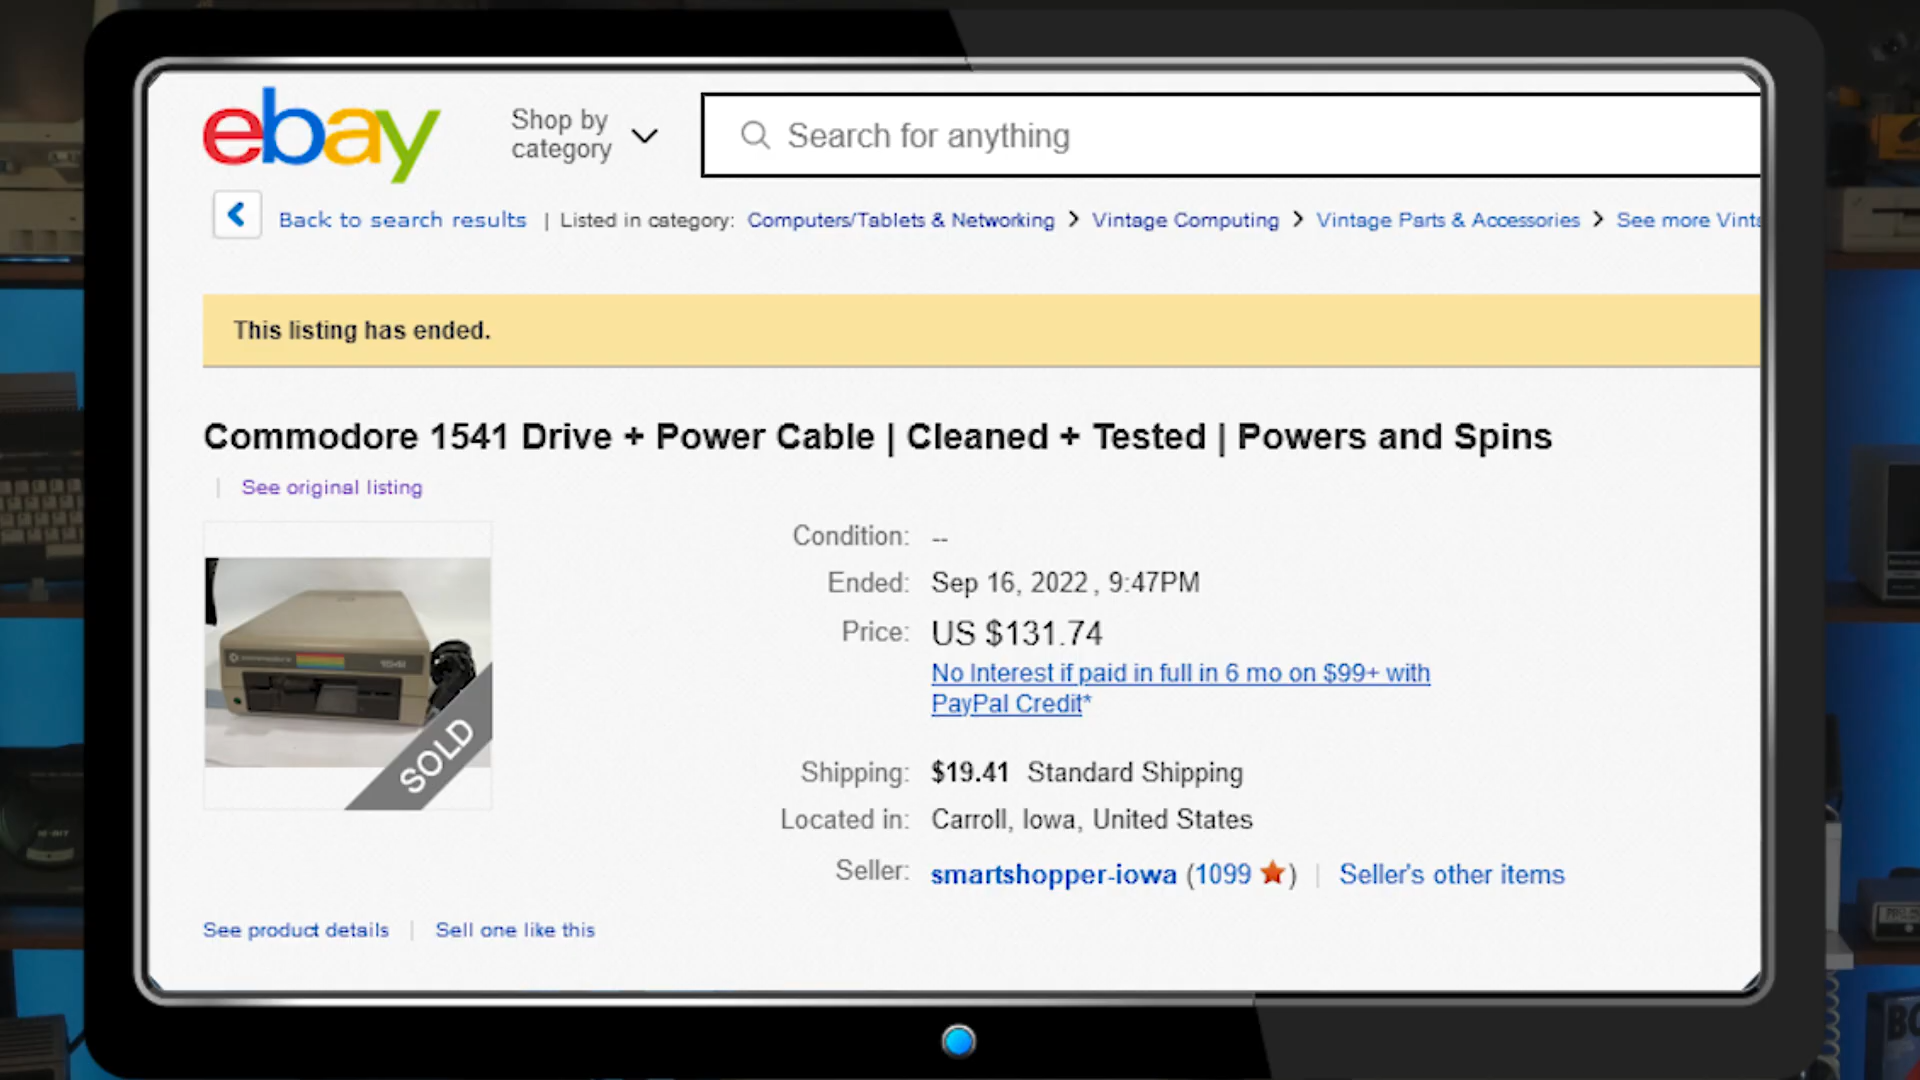 ebay
Shop by
category
Search for anything
Back to search results | Listed in category: Computers/Tablets & Networking > Vintage Computing > Vintage Parts & Accessories > See more
This listing has ended.
Commodore 1541 Drive + Power Cable | Cleaned + Tested | Powers and Spins
| See original listing
commodore 1541
SOLD
Condition: --
Ended: Sep 16, 2022 , 9:47PM
Price: US $131.74
No Interest if paid in full in 6 mo on $99+ with
PayPal Credit*
Shipping: $19.41 Standard Shipping
Located in: Carroll, Iowa, United States
Seller: smartshopper-iowa (1099 ★) | Seller's other items
See product details | Sell one like this
16-BIT